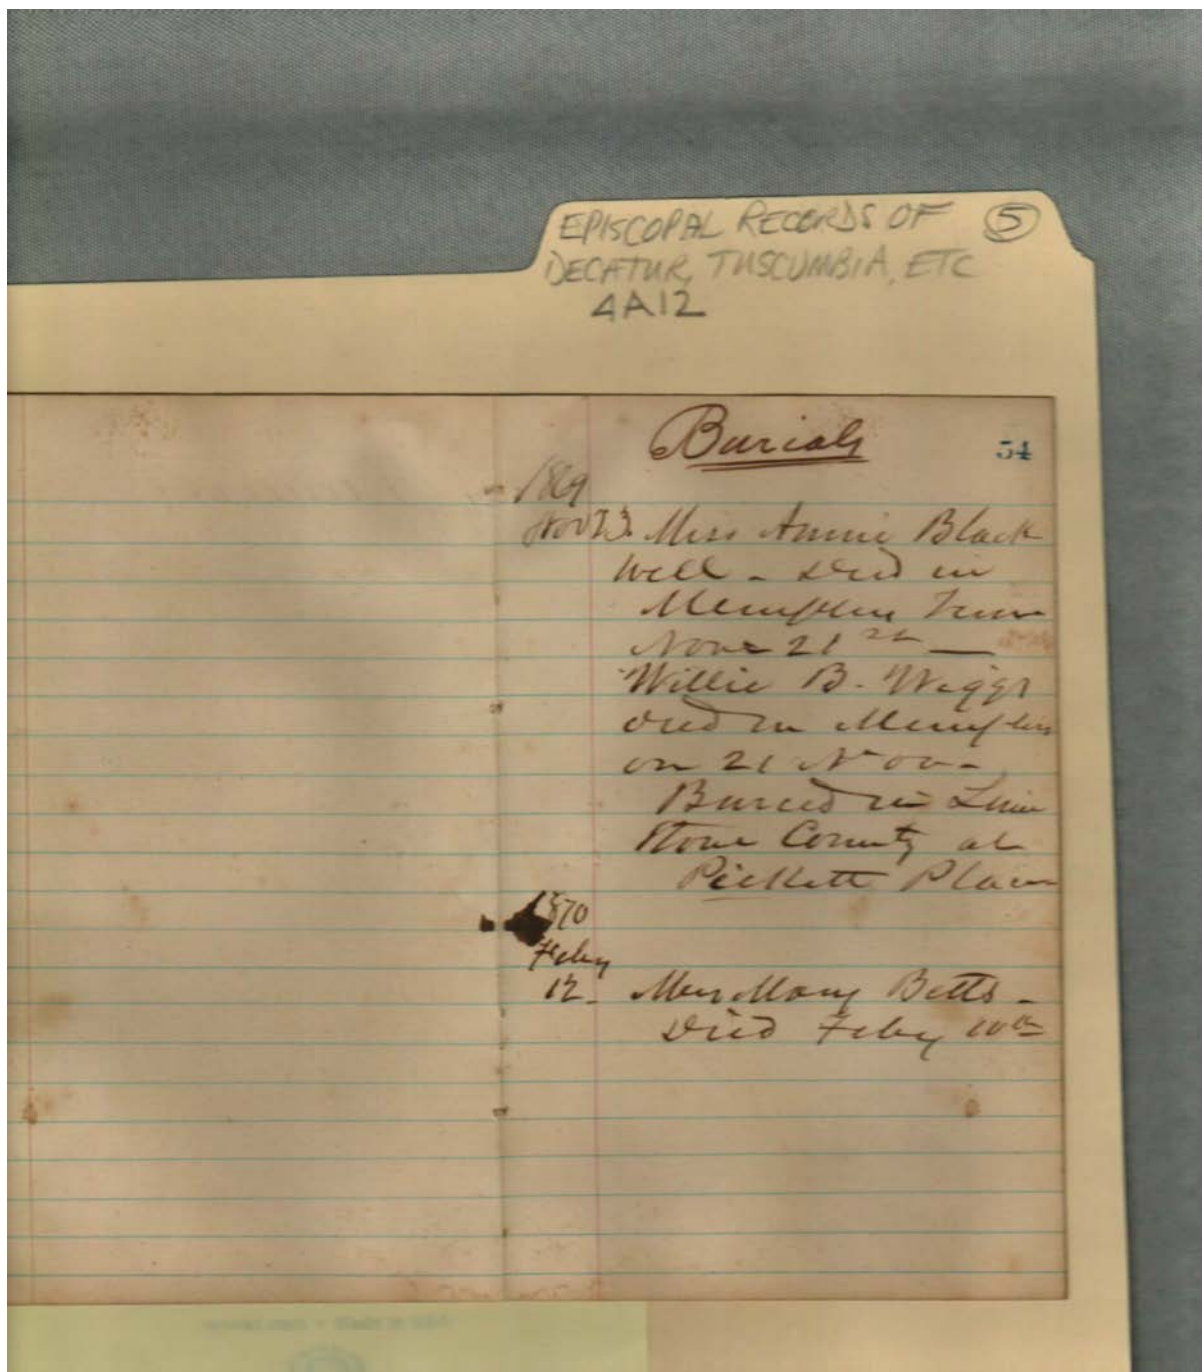 EPISCOPAL RECORDS OF ⑤
DECATUR, TUSCUMBIA, ETC
4A12
Burials 54
1869
Nov 23. Miss Annie Black
well - died in
Memphis Tenn
Nove 21st —
Willie B. Wiggs
died in Memphis
on 21 Nov -
Buried in Lime
stone County at
Pickett Place
1870
Feby
12. Mrs Mary Betts -
Died Feby 10th